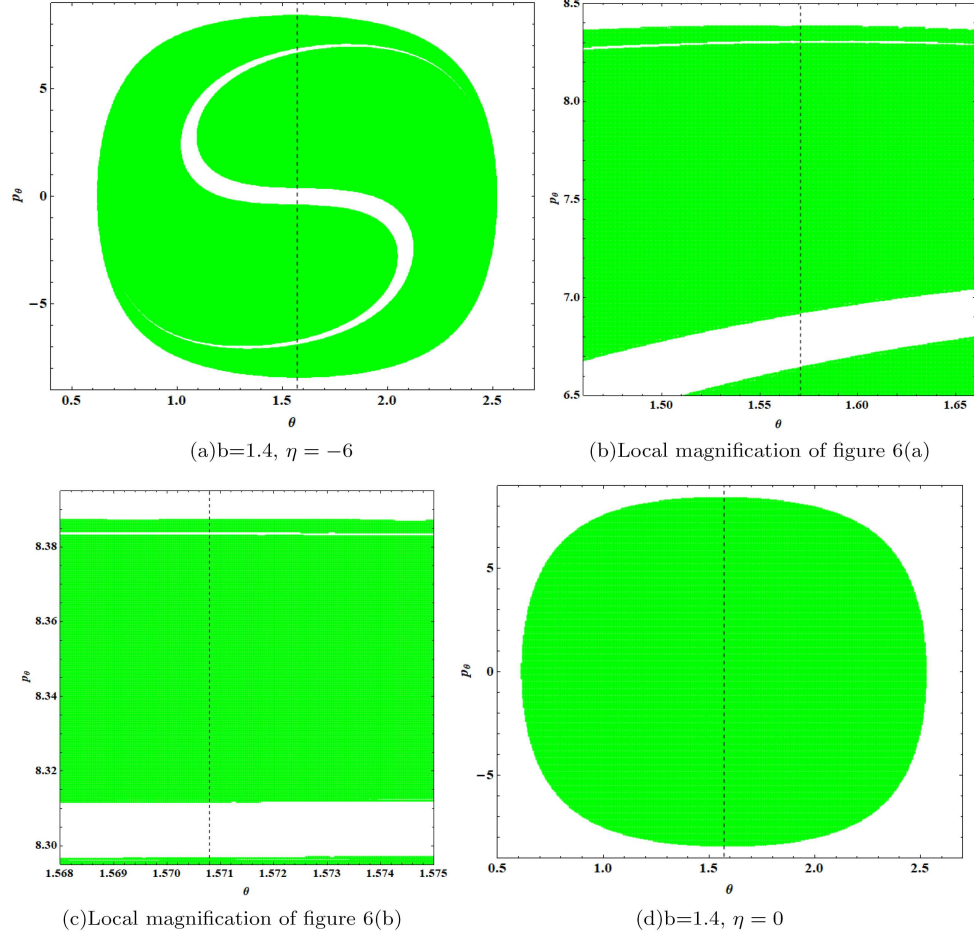 5
0
−5
p_θ
0.5 1.0 1.5 2.0 2.5
θ
(a)b=1.4, η = −6
8.5
8.0
7.5
7.0
6.5
p_θ
1.50 1.55 1.60 1.65
θ
(b)Local magnification of figure 6(a)
8.38
8.36
8.34
8.32
8.30
p_θ
1.568 1.569 1.570 1.571 1.572 1.573 1.574 1.575
θ
(c)Local magnification of figure 6(b)
5
0
−5
p_θ
0.5 1.0 1.5 2.0 2.5
θ
(d)b=1.4, η = 0